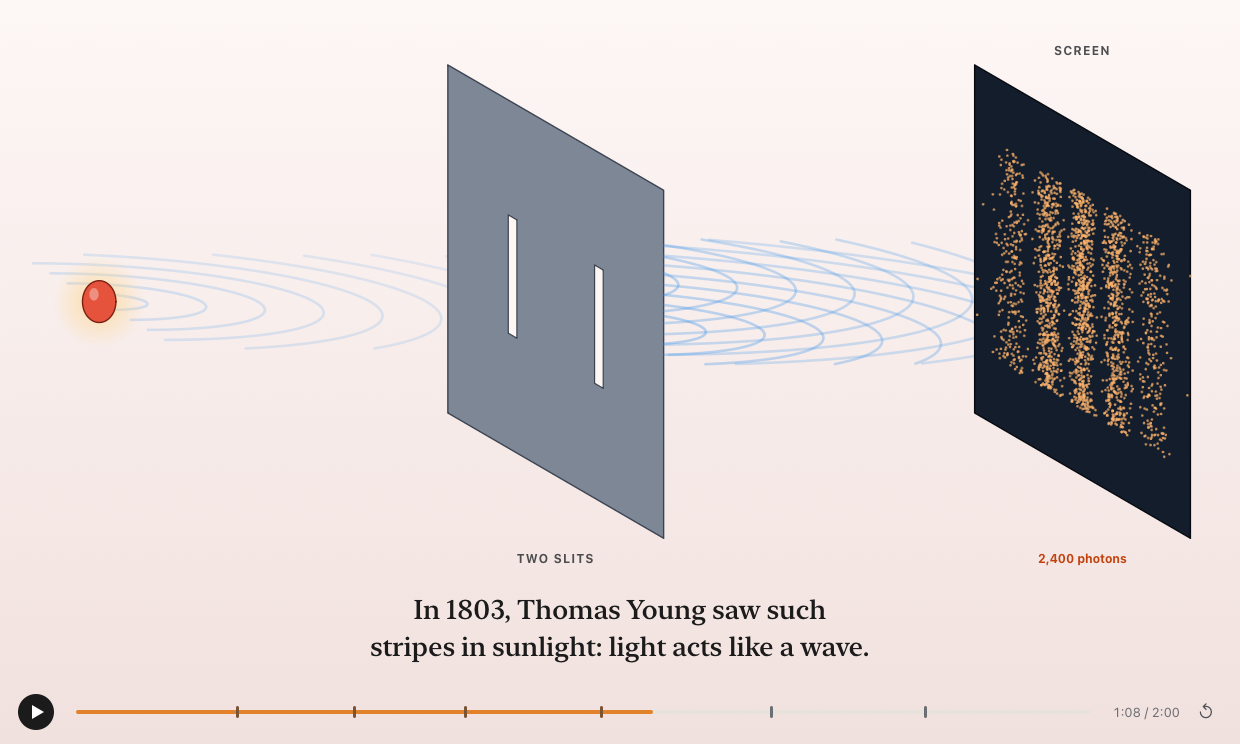 SCREEN
TWO SLITS
2,400 photons
In 1803, Thomas Young saw such
stripes in sunlight: light acts like a wave.
1:08 / 2:00